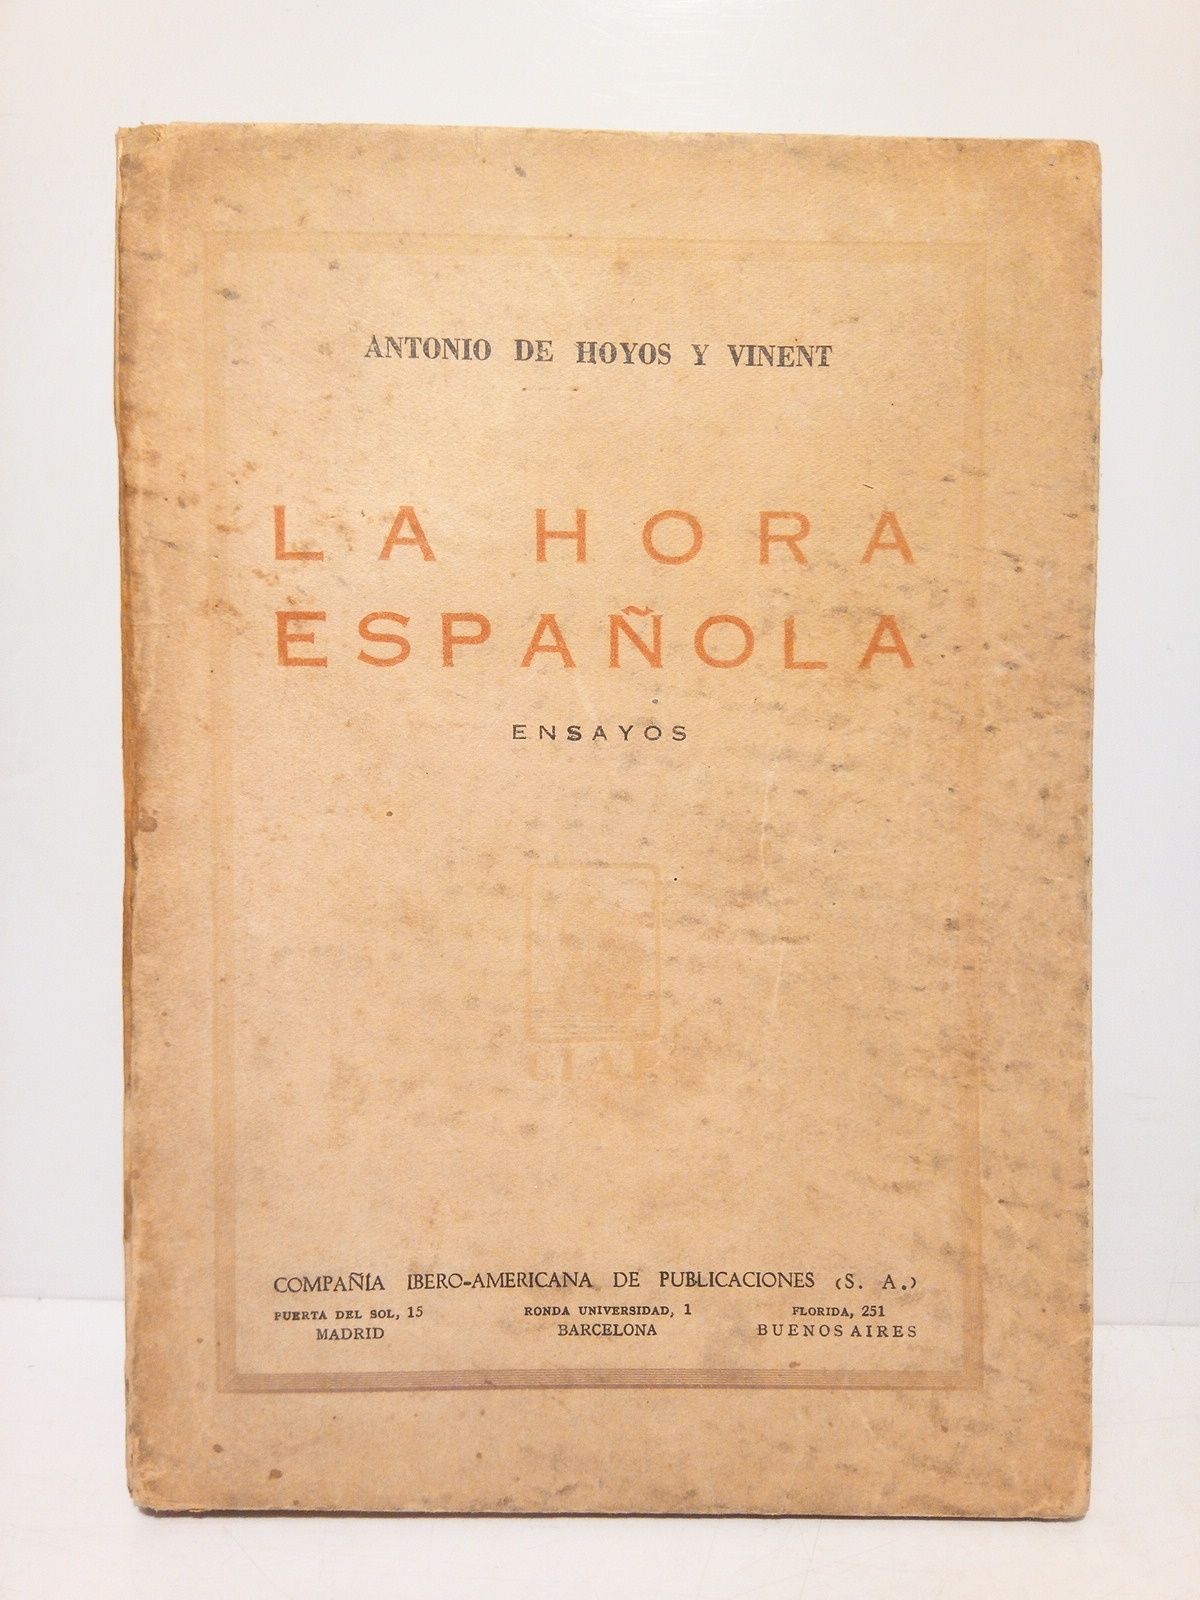 ANTONIO DE HOYOS Y VINENT
LA HORA
ESPAÑOLA
ENSAYOS
C.I.A.P.
COMPAÑÍA IBERO-AMERICANA DE PUBLICACIONES (S. A.)
PUERTA DEL SOL, 15 RONDA UNIVERSIDAD, 1 FLORIDA, 251
MADRID BARCELONA BUENOS AIRES